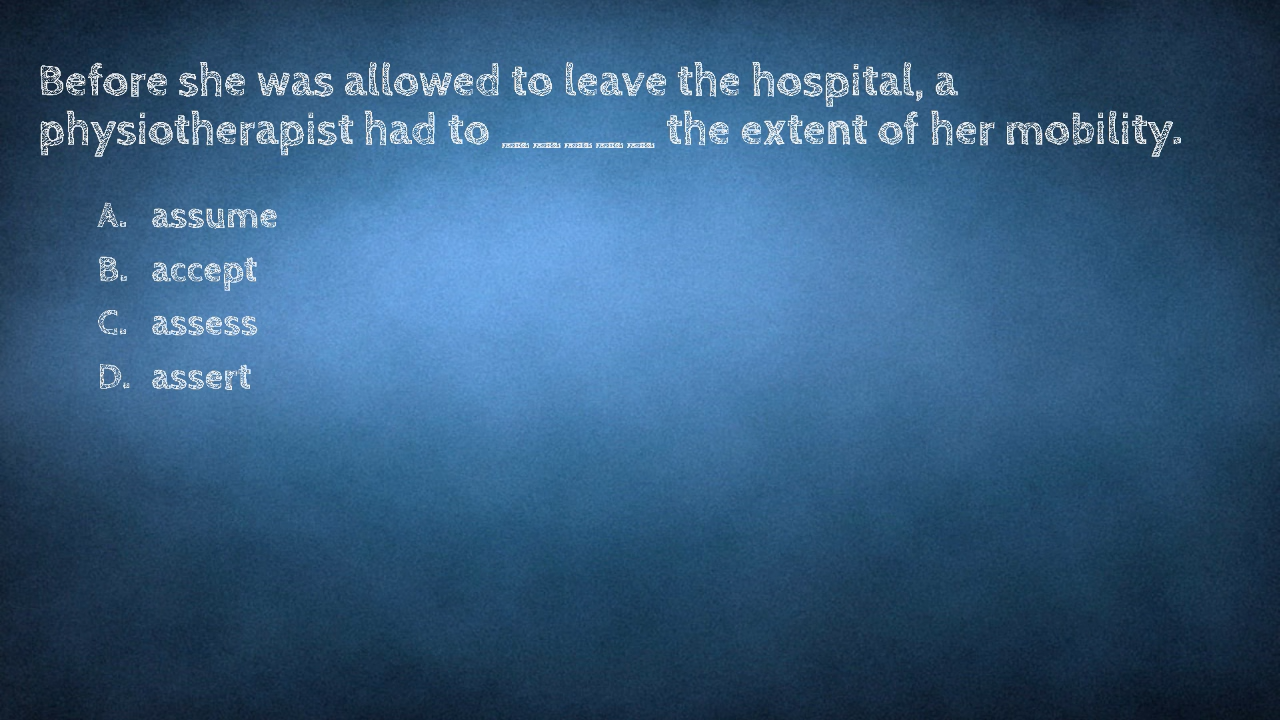 Before she was allowed to leave the hospital, a
physiotherapist had to _____ the extent of her mobility.
A. assume
B. accept
C. assess
D. assert